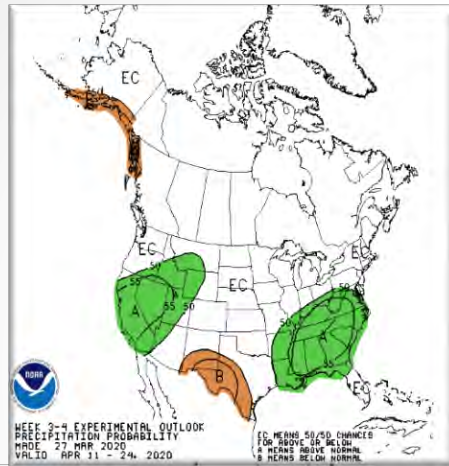 EC
EC
50
55
A
55
50
EC
EC
50
50
A
55
B
EC
NOAA
WEEK 3-4 EXPERIMENTAL OUTLOOK
PRECIPITATION PROBABILITY
MADE 27 MAR 2020
VALID APR 11 - 24, 2020
EC MEANS 50/50 CHANCES
FOR ABOVE OR BELOW
A MEANS ABOVE NORMAL
B MEANS BELOW NORMAL